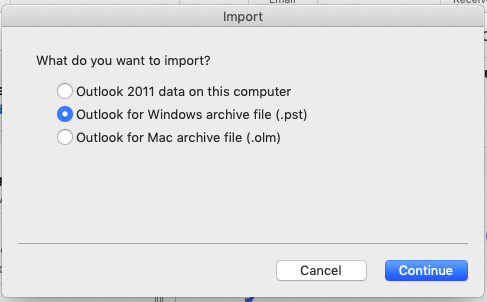 Email
Import
What do you want to import?
Outlook 2011 data on this computer
Outlook for Windows archive file (.pst)
Outlook for Mac archive file (.olm)
Cancel
Continue